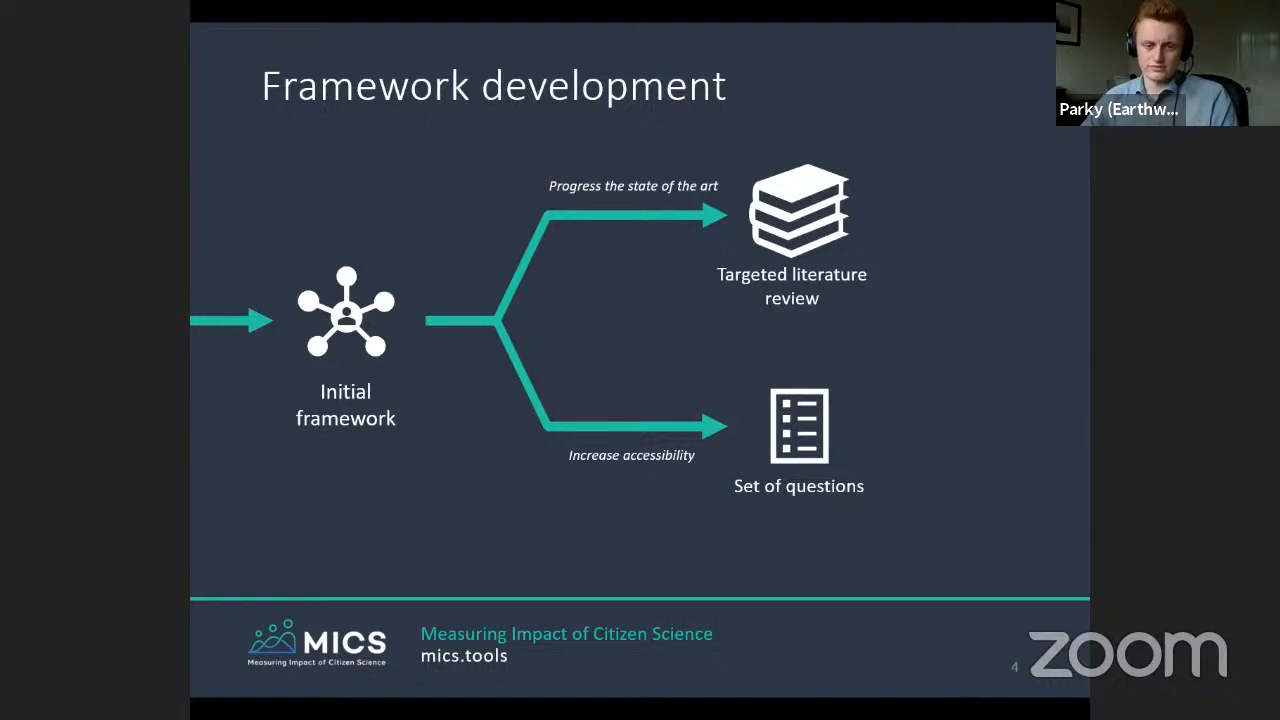 Framework development
Parky (Earthw...
Progress the state of the art
Targeted literature
review
Initial
framework
Increase accessibility
Set of questions
MICS
Measuring Impact of Citizen Science
Measuring Impact of Citizen Science
mics.tools
4
zoom